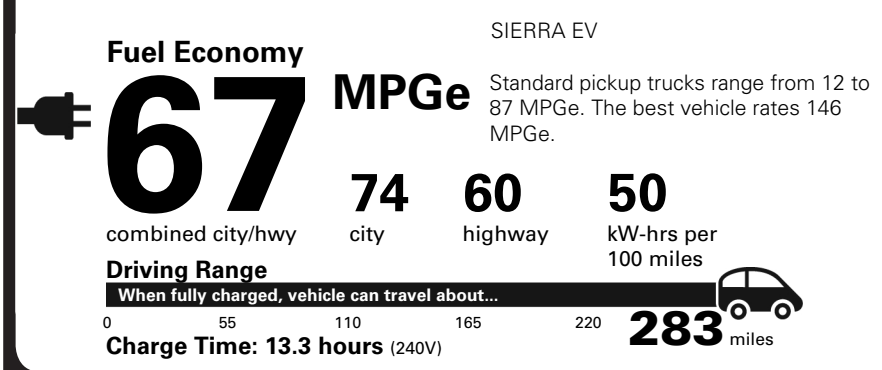 SIERRA EV
Fuel Economy
67
MPGe
Standard pickup trucks range from 12 to
87 MPGe. The best vehicle rates 146
MPGe.
74
60
50
combined city/hwy
city
highway
kW-hrs per
100 miles
Driving Range
When fully charged, vehicle can travel about...
0 55 110 165 220 283 miles
Charge Time: 13.3 hours (240V)